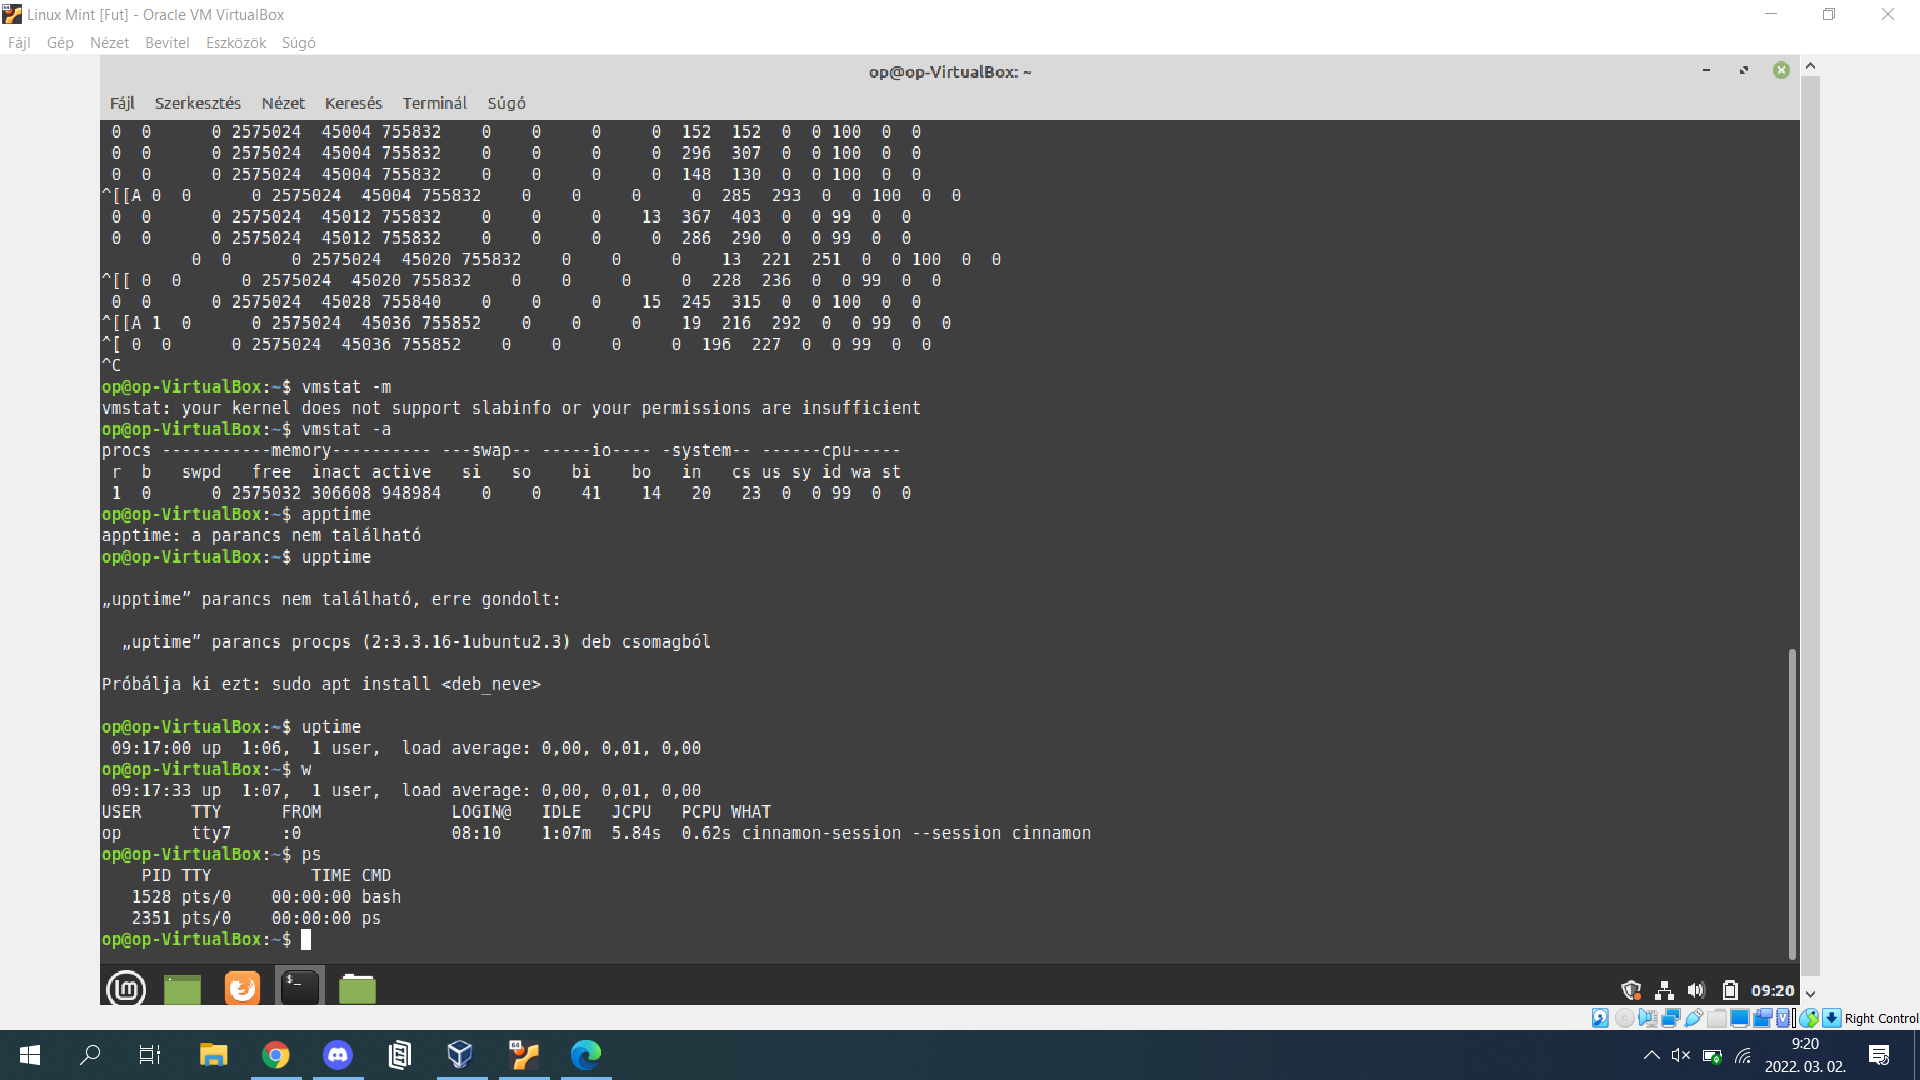 Linux Mint [Fut] - Oracle VM VirtualBox
Fájl Gép Nézet Bevitel Eszközök Súgó
op@op-VirtualBox: ~
Fájl Szerkesztés Nézet Keresés Terminál Súgó
 0  0      0 2575024  45004 755832    0    0     0     0  152  152  0  0 100  0  0
 0  0      0 2575024  45004 755832    0    0     0     0  296  307  0  0 100  0  0
 0  0      0 2575024  45004 755832    0    0     0     0  148  130  0  0 100  0  0
^[[A 0  0      0 2575024  45004 755832    0    0     0     0  285  293  0  0 100  0  0
 0  0      0 2575024  45012 755832    0    0     0    13  367  403  0  0 99  0  0
 0  0      0 2575024  45012 755832    0    0     0     0  286  290  0  0 99  0  0
         0  0      0 2575024  45020 755832    0    0     0    13  221  251  0  0 100  0  0
^[[ 0  0      0 2575024  45020 755832    0    0     0     0  228  236  0  0 99  0  0
 0  0      0 2575024  45028 755840    0    0     0    15  245  315  0  0 100  0  0
^[[A 1  0      0 2575024  45036 755852    0    0     0    19  216  292  0  0 99  0  0
^[ 0  0      0 2575024  45036 755852    0    0     0     0  196  227  0  0 99  0  0
^C
op@op-VirtualBox:~$ vmstat -m
vmstat: your kernel does not support slabinfo or your permissions are insufficient
op@op-VirtualBox:~$ vmstat -a
procs -----------memory---------- ---swap-- -----io---- -system-- ------cpu-----
 r  b   swpd   free  inact active   si   so    bi    bo   in   cs us sy id wa st
 1  0      0 2575032 306608 948984    0    0    41    14   20   23  0  0 99  0  0
op@op-VirtualBox:~$ apptime
apptime: a parancs nem található
op@op-VirtualBox:~$ upptime
„upptime” parancs nem található, erre gondolt:
„uptime” parancs procps (2:3.3.16-1ubuntu2.3) deb csomagból
Próbálja ki ezt: sudo apt install <deb_neve>
op@op-VirtualBox:~$ uptime
 09:17:00 up  1:06,  1 user,  load average: 0,00, 0,01, 0,00
op@op-VirtualBox:~$ w
 09:17:33 up  1:07,  1 user,  load average: 0,00, 0,01, 0,00
USER     TTY      FROM             LOGIN@   IDLE   JCPU   PCPU WHAT
op       tty7     :0               08:10    1:07m  5.84s  0.62s cinnamon-session --session cinnamon
op@op-VirtualBox:~$ ps
    PID TTY          TIME CMD
   1528 pts/0    00:00:00 bash
   2351 pts/0    00:00:00 ps
op@op-VirtualBox:~$
09:20
Right Control
9:20
2022. 03. 02.